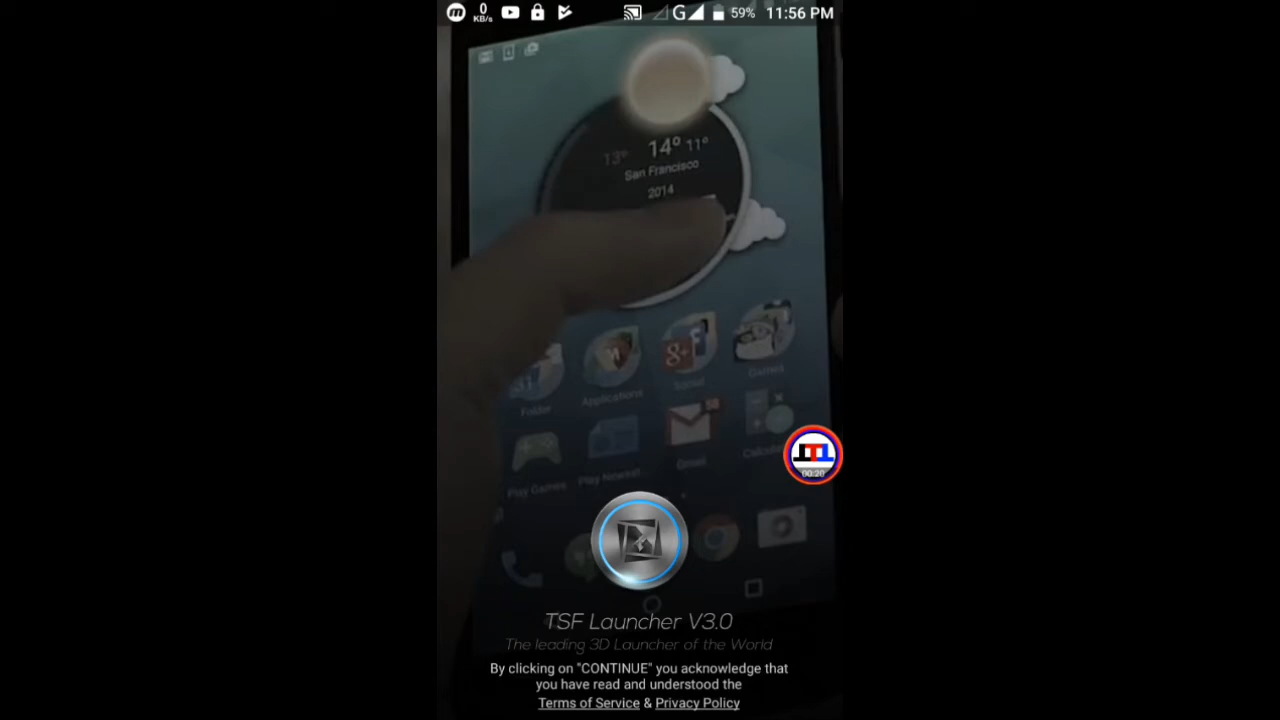 0
KB/s
G
59% 11:56 PM
13° 14° 11°
San Francisco
2014
Folder
Applications
Social
Games
Play Games
Gmail
00:20
TSF Launcher V3.0
The leading 3D Launcher of the World
By clicking on "CONTINUE" you acknowledge that
you have read and understood the
Terms of Service & Privacy Policy